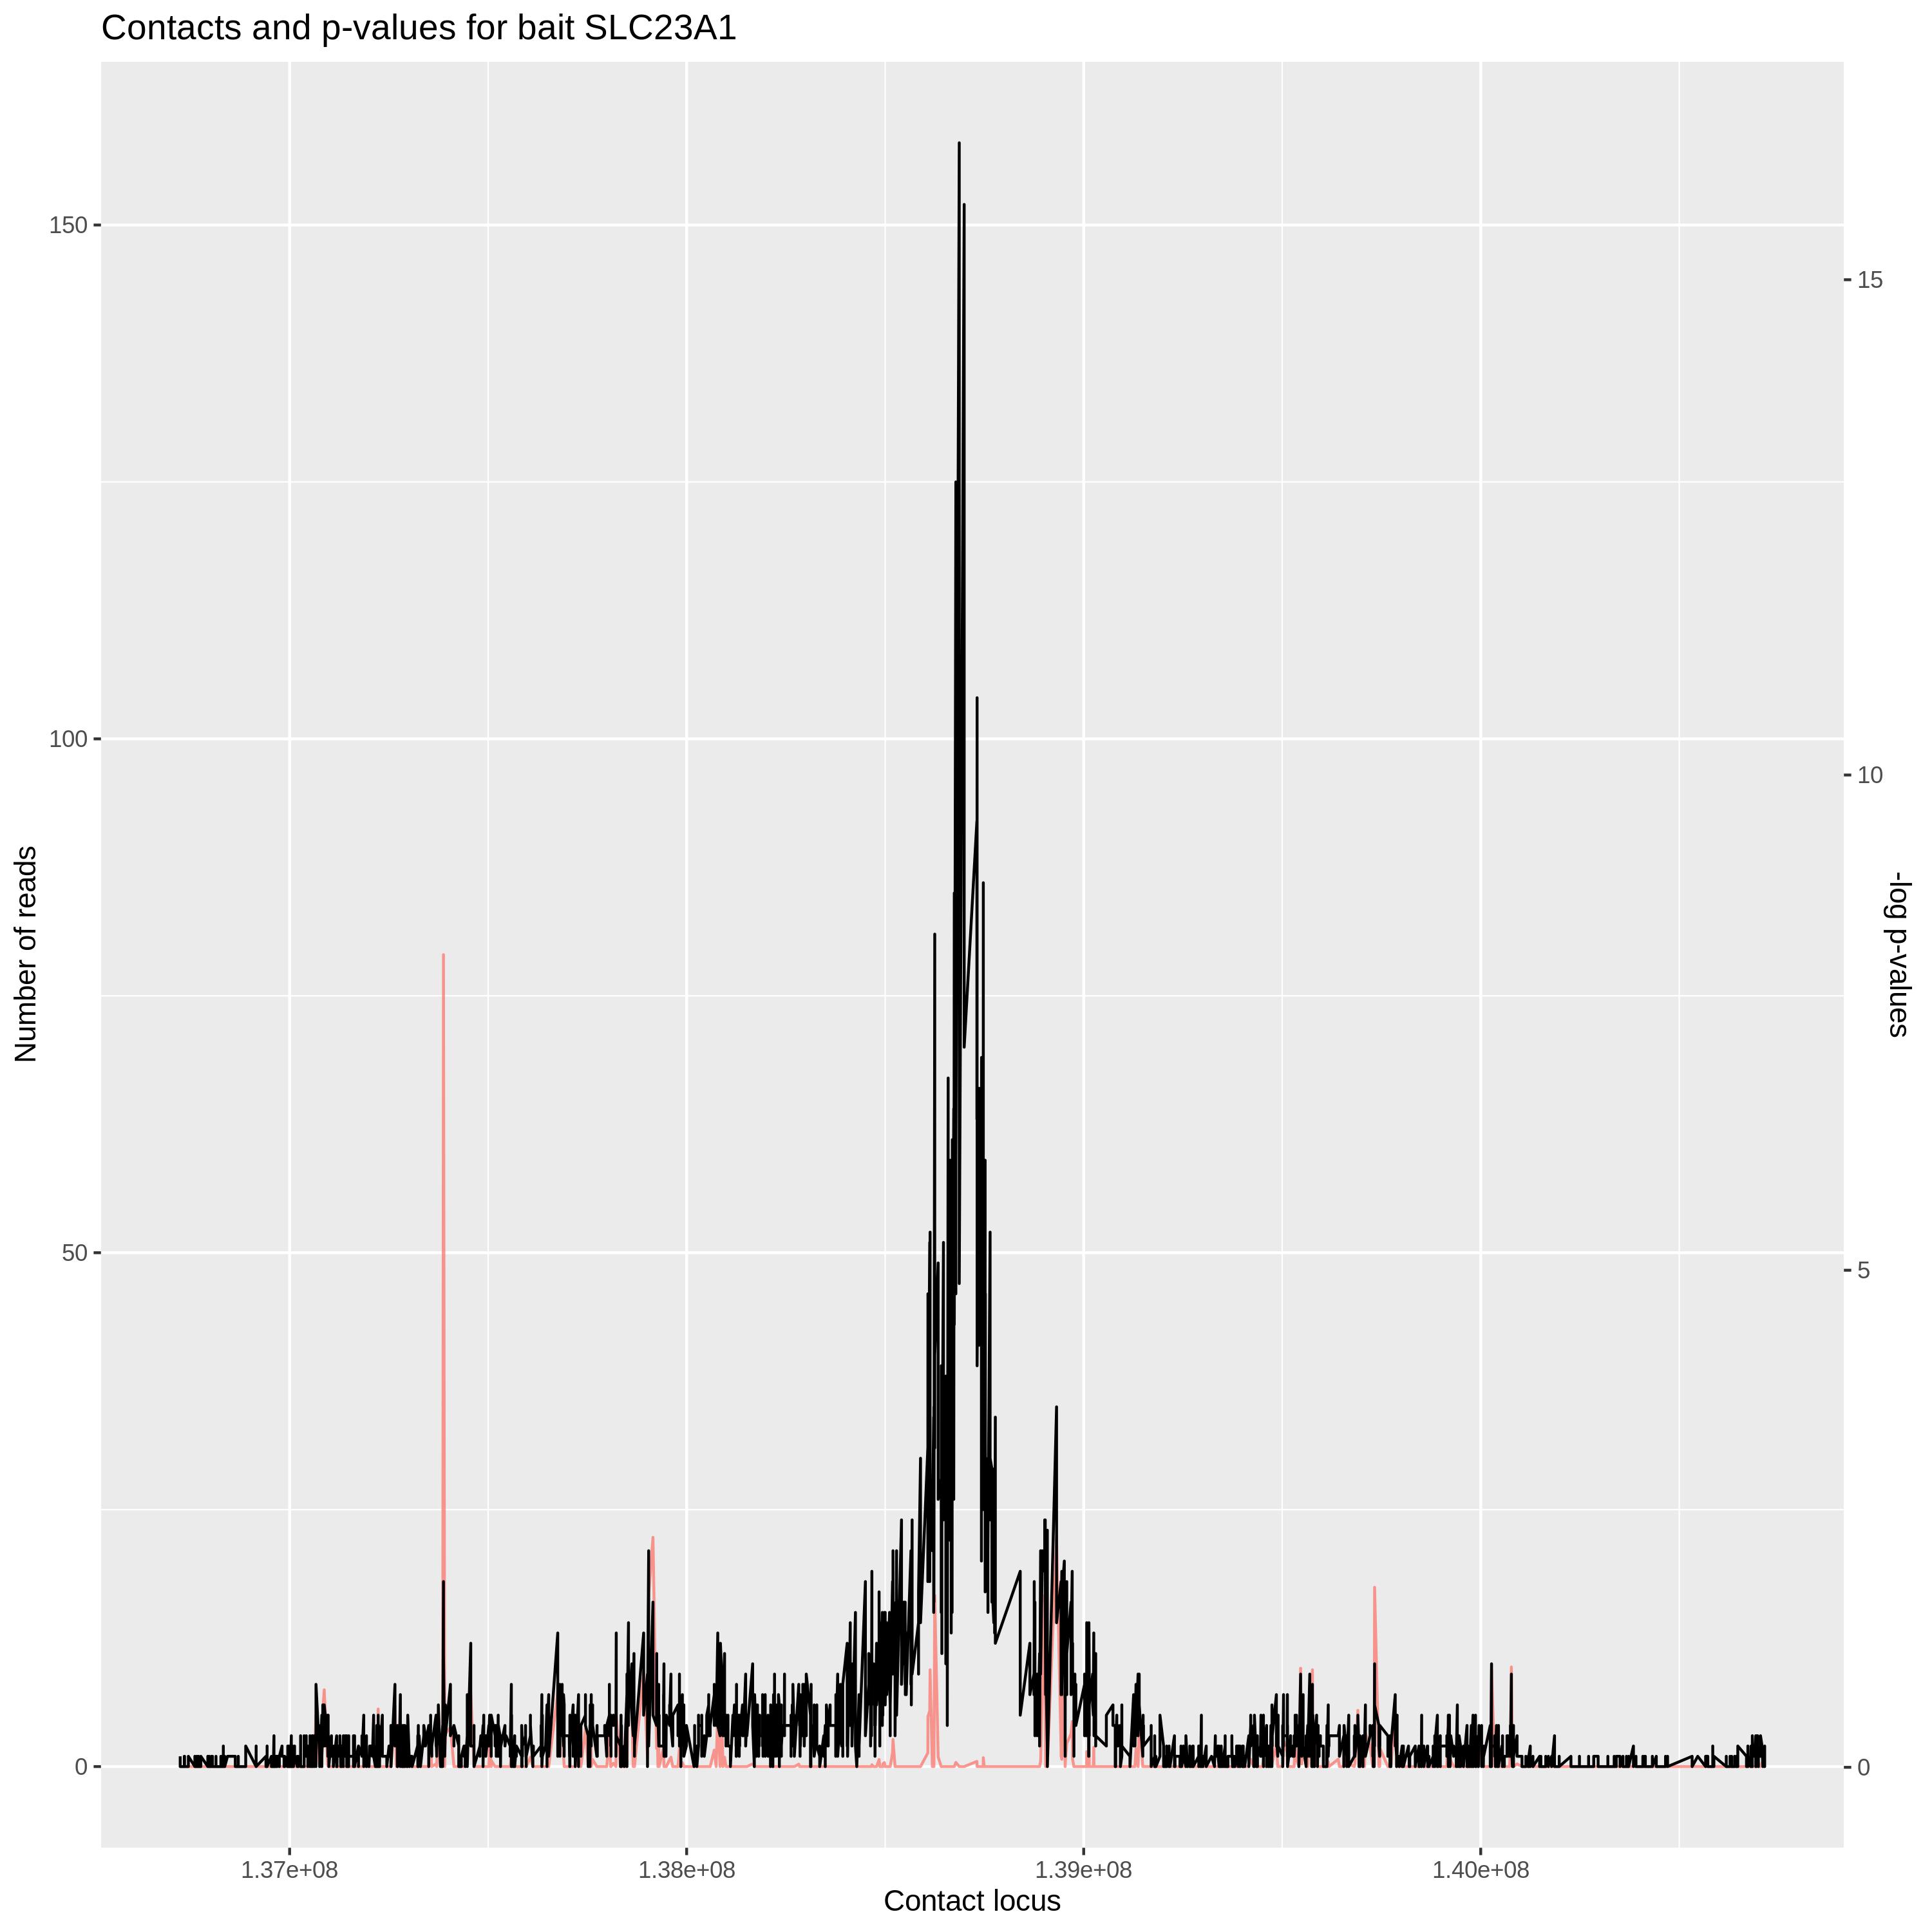 Contacts and p-values for bait SLC23A1
150
100
50
0
Number of reads
15
10
5
0
-log p-values
1.37e+08
1.38e+08
1.39e+08
1.40e+08
Contact locus